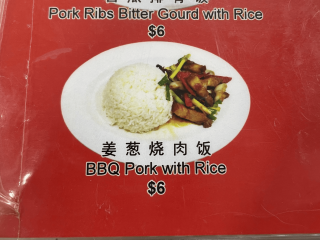 Pork Ribs Bitter Gourd with Rice
$6
姜葱烧肉饭
BBQ Pork with Rice
$6